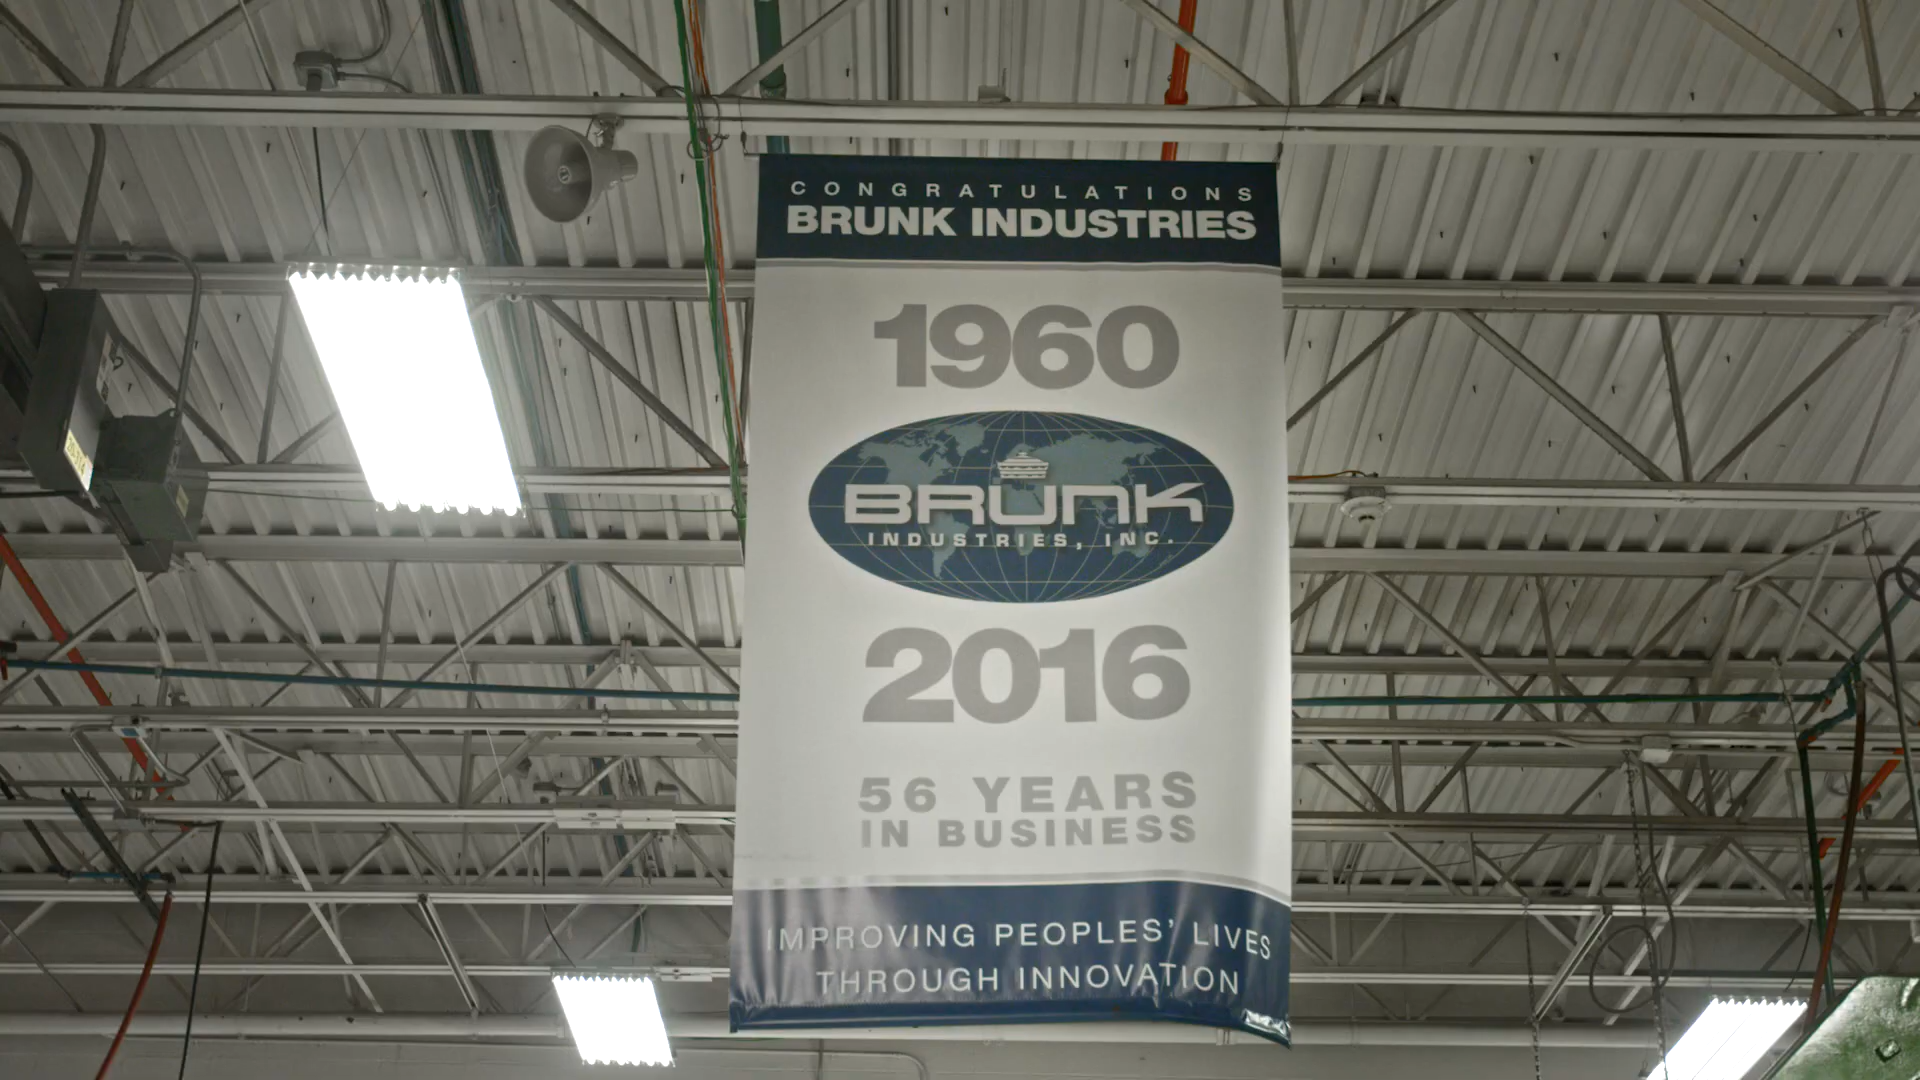 CONGRATULATIONS
BRUNK INDUSTRIES
1960
BRUNK
INDUSTRIES, INC.
2016
56 YEARS
IN BUSINESS
IMPROVING PEOPLES' LIVES
THROUGH INNOVATION